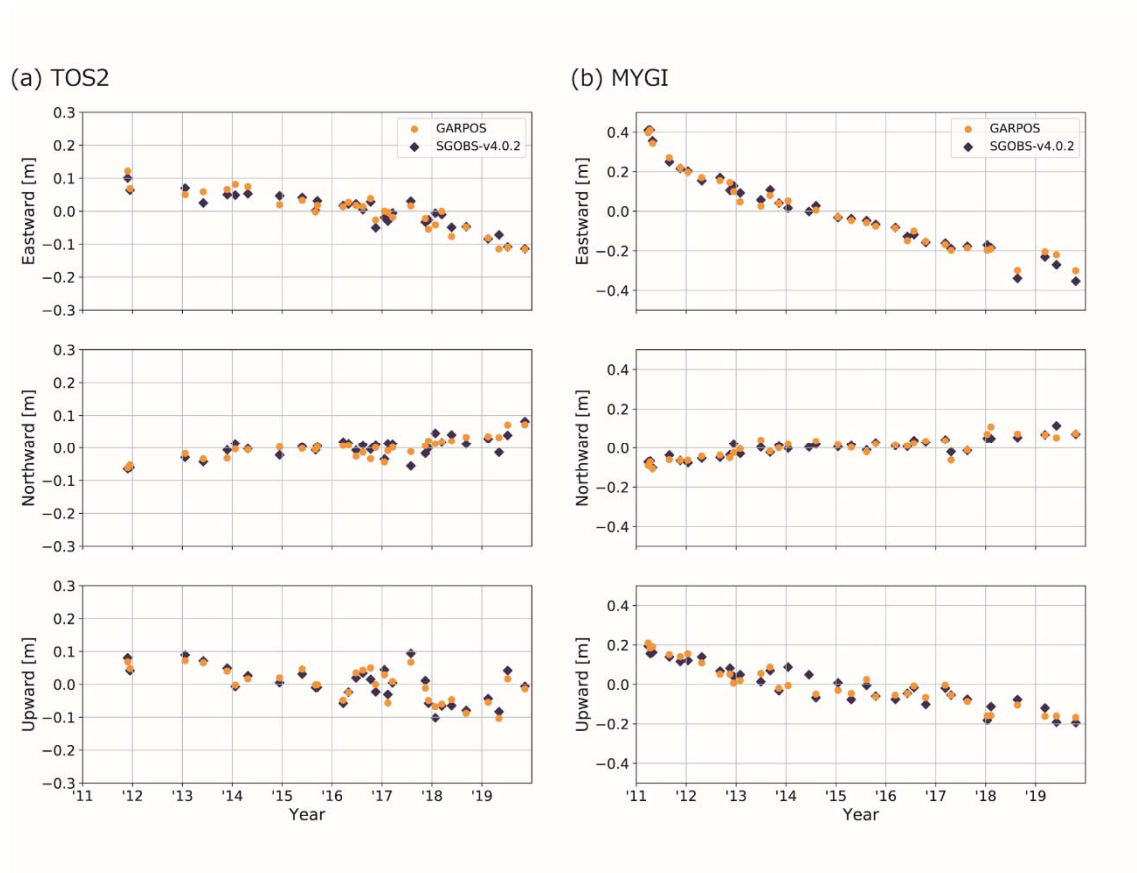 (a) TOS2
0.3
0.2
0.1
0.0
−0.1
−0.2
−0.3
Eastward [m]
GARPOS
SGOBS-v4.0.2
0.3
0.2
0.1
0.0
−0.1
−0.2
−0.3
Northward [m]
0.3
0.2
0.1
0.0
−0.1
−0.2
−0.3
Upward [m]
'11 '12 '13 '14 '15 '16 '17 '18 '19
Year
(b) MYGI
0.4
0.2
0.0
−0.2
−0.4
Eastward [m]
GARPOS
SGOBS-v4.0.2
0.4
0.2
0.0
−0.2
−0.4
Northward [m]
0.4
0.2
0.0
−0.2
−0.4
Upward [m]
'11 '12 '13 '14 '15 '16 '17 '18 '19
Year